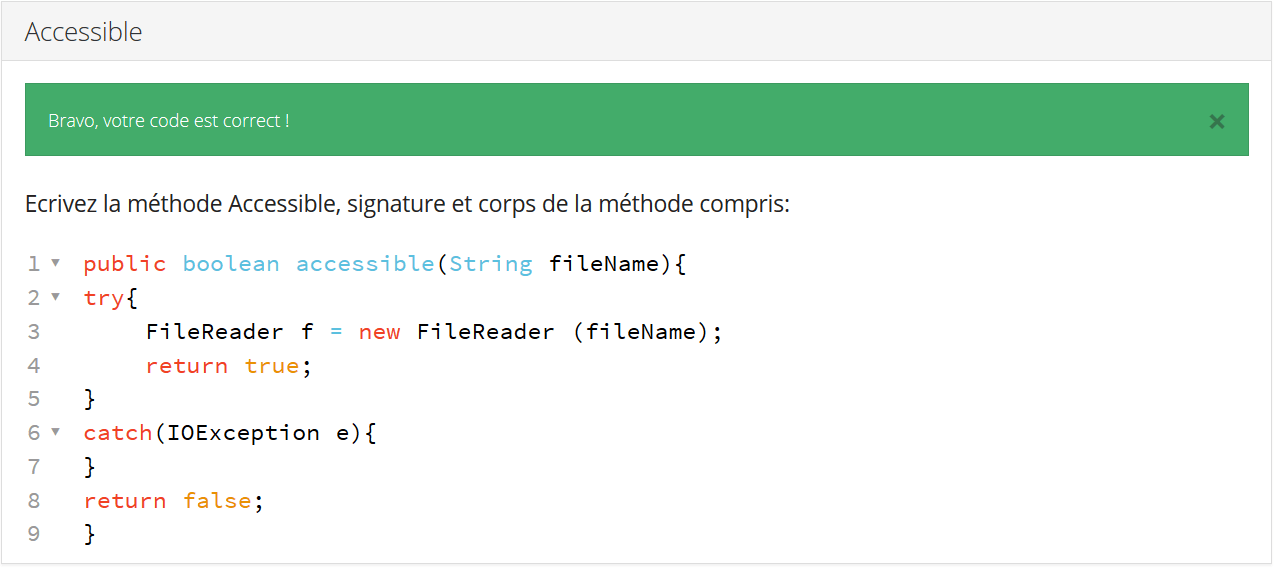 Accessible
Bravo, votre code est correct !
×
Ecrivez la méthode Accessible, signature et corps de la méthode compris:
1 ▾ public boolean accessible(String fileName){
2 ▾ try{
3 FileReader f = new FileReader (fileName);
4 return true;
5 }
6 ▾ catch(IOException e){
7 }
8 return false;
9 }